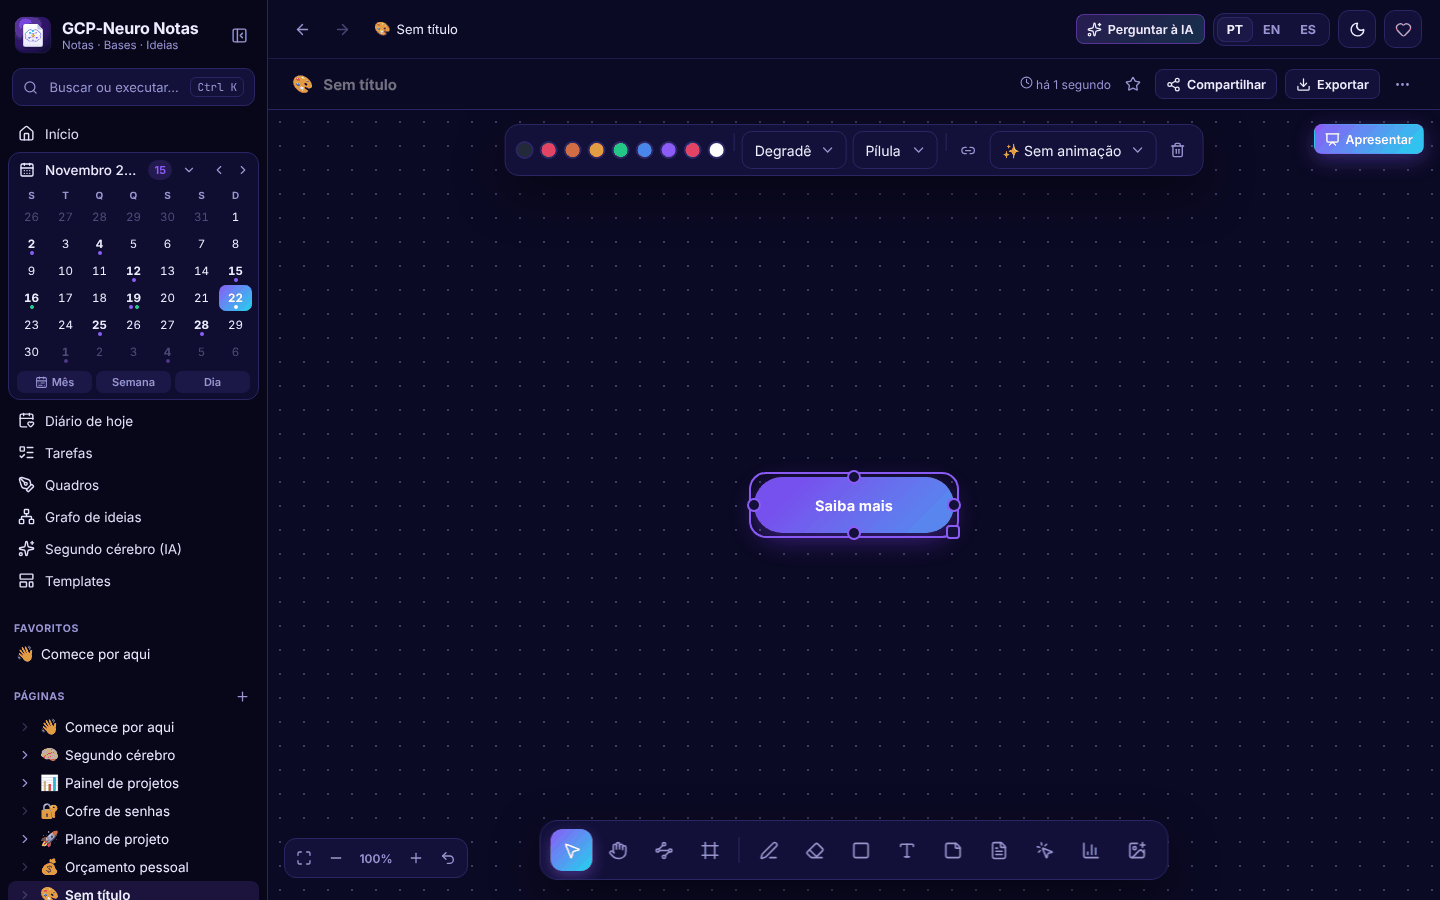 GCP-Neuro Notas
Notas · Bases · Ideias
Buscar ou executar...
Ctrl K
Início
Novembro 2...
15
S T Q Q S S D
26 27 28 29 30 31 1
2 3 4 5 6 7 8
9 10 11 12 13 14 15
16 17 18 19 20 21 22
23 24 25 26 27 28 29
30 1 2 3 4 5 6
Mês Semana Dia
Diário de hoje
Tarefas
Quadros
Grafo de ideias
Segundo cérebro (IA)
Templates
FAVORITOS
Comece por aqui
PÁGINAS
Comece por aqui
Segundo cérebro
Painel de projetos
Cofre de senhas
Plano de projeto
Orçamento pessoal
Sem título
Sem título
Perguntar à IA
PT EN ES
Sem título
há 1 segundo
Compartilhar
Exportar
Degradê
Pílula
✨ Sem animação
Apresentar
Saiba mais
100%